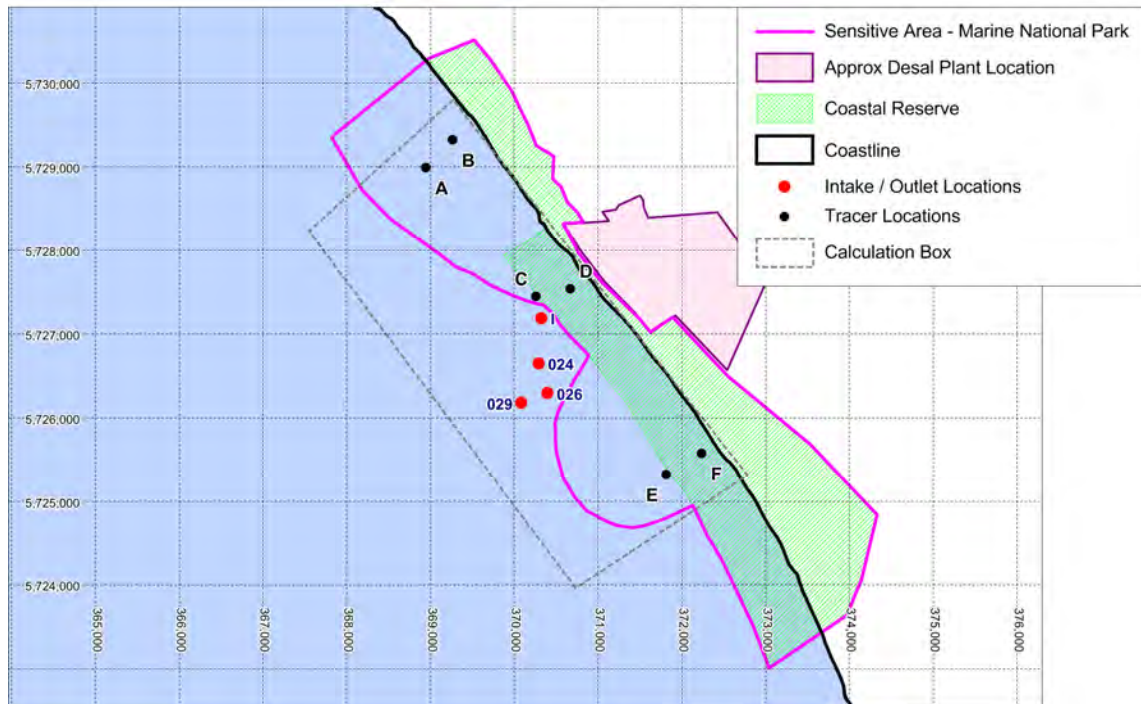 Sensitive Area - Marine National Park
Approx Desal Plant Location
Coastal Reserve
Coastline
Intake / Outlet Locations
Tracer Locations
Calculation Box
5,730,000
5,729,000
5,728,000
5,727,000
5,726,000
5,725,000
5,724,000
B
A
C
D
I
024
026
029
E
F
365,000
366,000
367,000
368,000
369,000
370,000
371,000
372,000
373,000
374,000
375,000
376,000